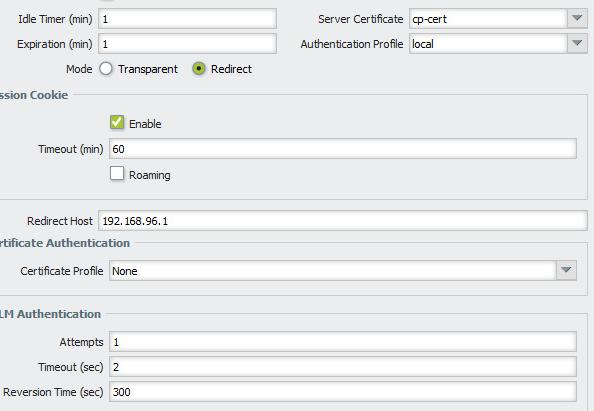 Idle Timer (min) 1 Server Certificate cp-cert
Expiration (min) 1 Authentication Profile local
Mode Transparent Redirect
ssion Cookie
Enable
Timeout (min) 60
Roaming
Redirect Host 192.168.96.1
rtificate Authentication
Certificate Profile None
LM Authentication
Attempts 1
Timeout (sec) 2
Reversion Time (sec) 300